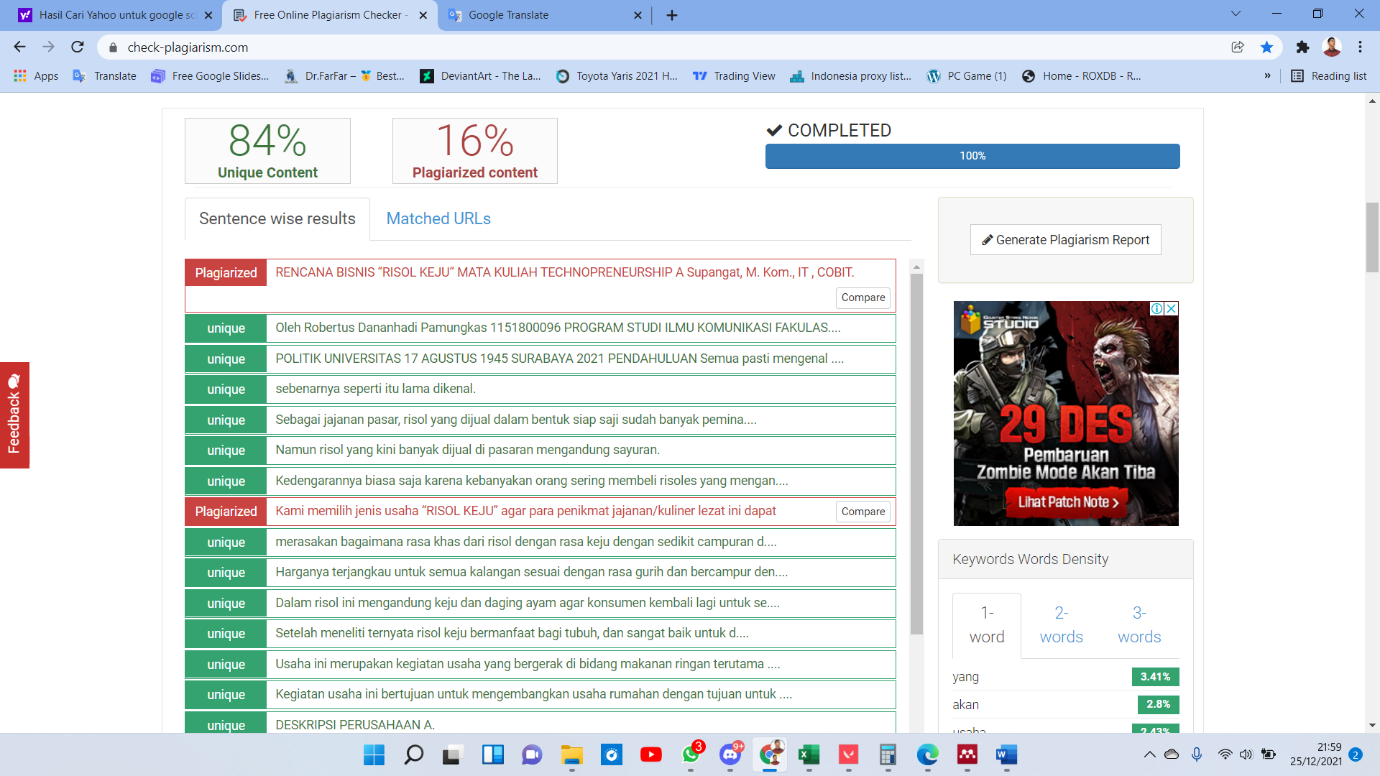 Hasil Cari Yahoo untuk google sc
Free Online Plagiarism Checker -
Google Translate
check-plagiarism.com
Apps
Translate
Free Google Slides...
Dr.FarFar – Best...
DeviantArt - The La...
Toyota Yaris 2021 H...
Trading View
Indonesia proxy list...
PC Game (1)
Home - ROXDB - R...
»
Reading list
84%
Unique Content
16%
Plagiarized content
COMPLETED
100%
Sentence wise results
Matched URLs
Generate Plagiarism Report
Plagiarized RENCANA BISNIS “RISOL KEJU” MATA KULIAH TECHNOPRENEURSHIP A Supangat, M. Kom., IT , COBIT.
Compare
unique Oleh Robertus Dananhadi Pamungkas 1151800096 PROGRAM STUDI ILMU KOMUNIKASI FAKULAS....
unique POLITIK UNIVERSITAS 17 AGUSTUS 1945 SURABAYA 2021 PENDAHULUAN Semua pasti mengenal ....
unique sebenarnya seperti itu lama dikenal.
unique Sebagai jajanan pasar, risol yang dijual dalam bentuk siap saji sudah banyak pemina....
unique Namun risol yang kini banyak dijual di pasaran mengandung sayuran.
unique Kedengarannya biasa saja karena kebanyakan orang sering membeli risoles yang mengan....
Plagiarized Kami memilih jenis usaha “RISOL KEJU” agar para penikmat jajanan/kuliner lezat ini dapat Compare
unique merasakan bagaimana rasa khas dari risol dengan rasa keju dengan sedikit campuran d....
unique Harganya terjangkau untuk semua kalangan sesuai dengan rasa gurih dan bercampur den....
unique Dalam risol ini mengandung keju dan daging ayam agar konsumen kembali lagi untuk se....
unique Setelah meneliti ternyata risol keju bermanfaat bagi tubuh, dan sangat baik untuk d....
unique Usaha ini merupakan kegiatan usaha yang bergerak di bidang makanan ringan terutama ....
unique Kegiatan usaha ini bertujuan untuk mengembangkan usaha rumahan dengan tujuan untuk ....
unique DESKRIPSI PERUSAHAAN A.
Feedback
STUDIO
29 DES
Pembaruan
Zombie Mode Akan Tiba
Lihat Patch Note >
Keywords Words Density
1-
word
2-
words
3-
words
yang 3.41%
akan 2.8%
usaha 2.43%
3
9+
21:59
25/12/2021
2